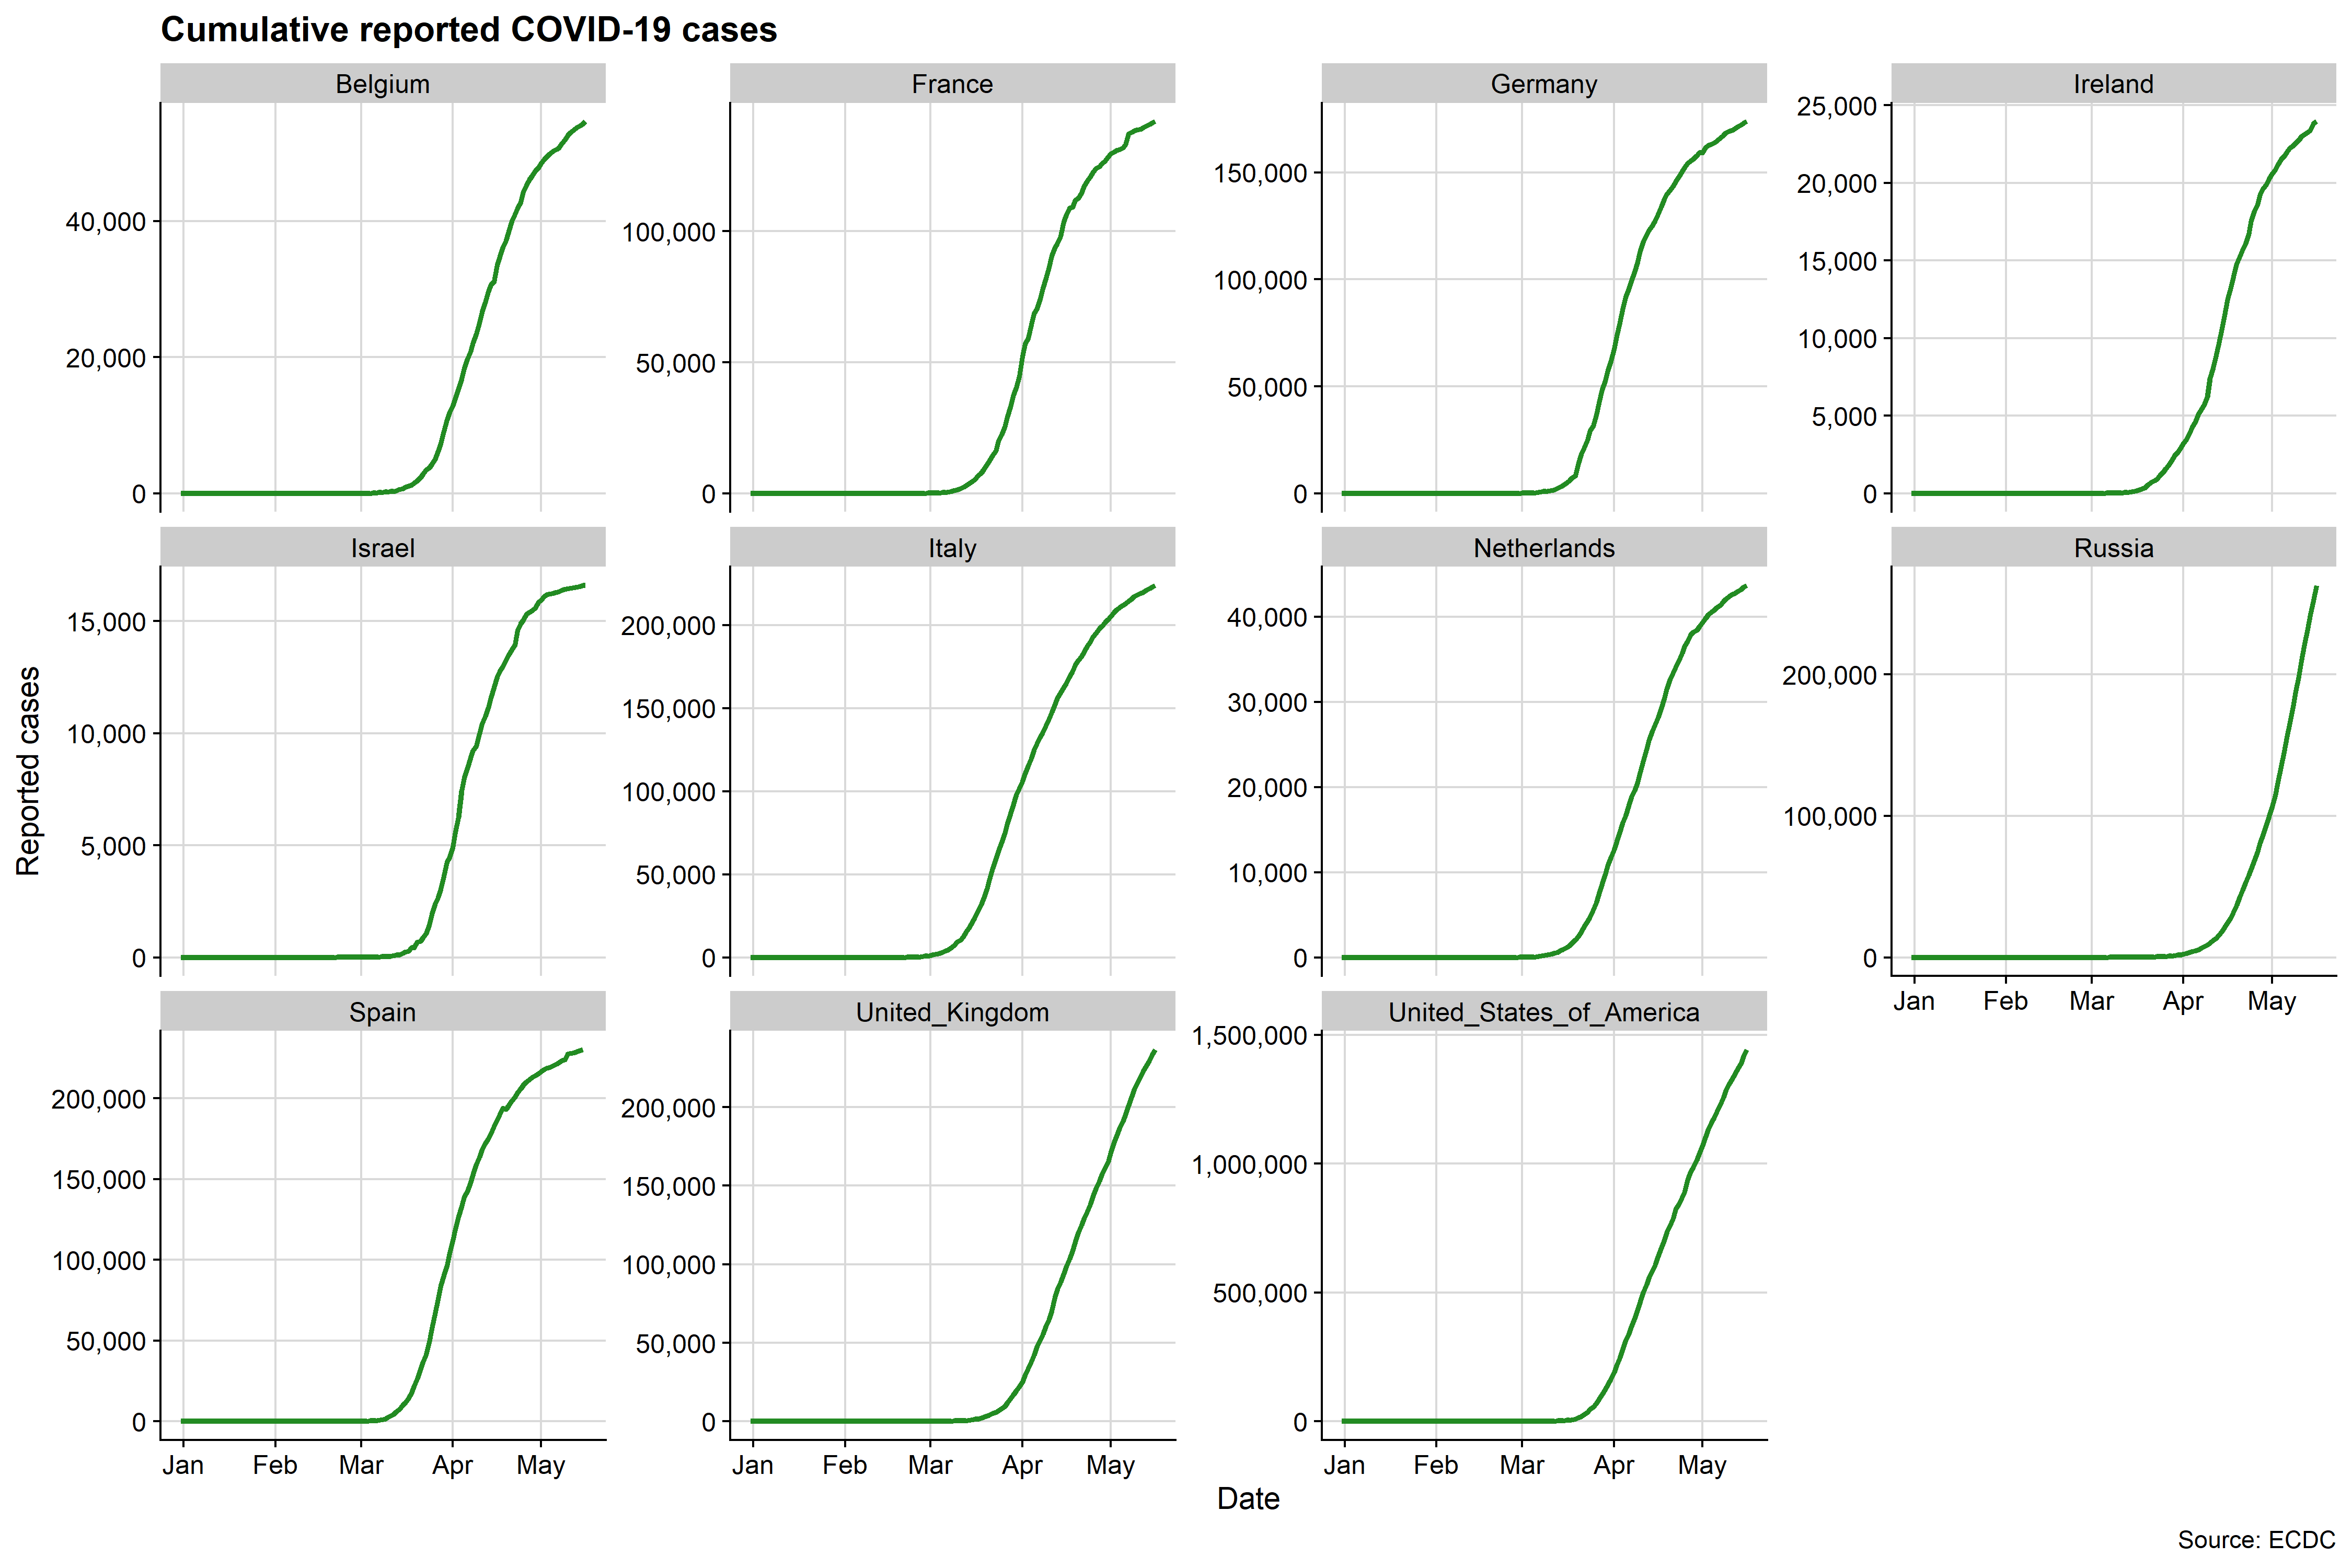 Cumulative reported COVID-19 cases
Belgium
France
Germany
Ireland
40,000
20,000
0
100,000
50,000
0
150,000
100,000
50,000
0
25,000
20,000
15,000
10,000
5,000
0
Israel
Italy
Netherlands
Russia
15,000
10,000
5,000
0
200,000
150,000
100,000
50,000
0
40,000
30,000
20,000
10,000
0
200,000
100,000
0
Jan Feb Mar Apr May
Spain
United_Kingdom
United_States_of_America
200,000
150,000
100,000
50,000
0
200,000
150,000
100,000
50,000
0
1,500,000
1,000,000
500,000
0
Jan Feb Mar Apr May
Jan Feb Mar Apr May
Jan Feb Mar Apr May
Reported cases
Date
Source: ECDC